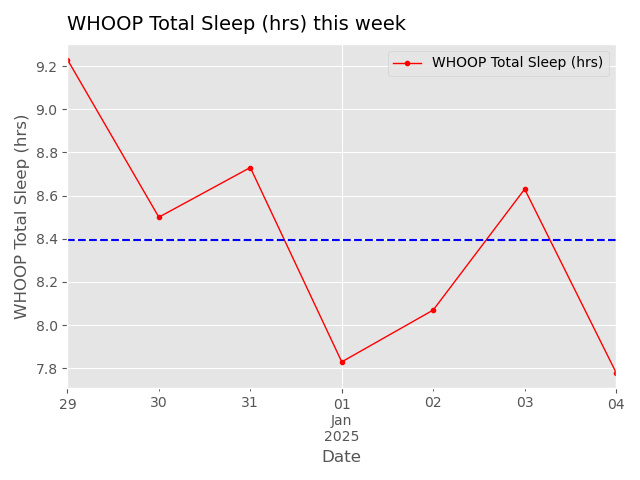 WHOOP Total Sleep (hrs) this week
WHOOP Total Sleep (hrs)
WHOOP Total Sleep (hrs)
9.2
9.0
8.8
8.6
8.4
8.2
8.0
7.8
29 30 31 01 02 03 04
Jan
2025
Date